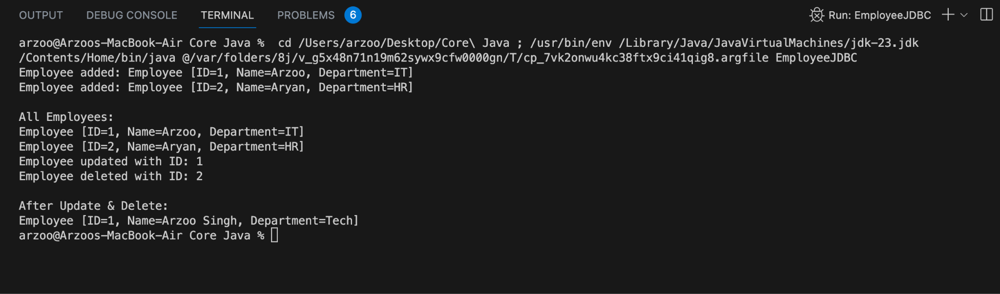 OUTPUT DEBUG CONSOLE TERMINAL PROBLEMS 6 Run: EmployeeJDBC
arzoo@Arzoos-MacBook-Air Core Java %  cd /Users/arzoo/Desktop/Core\ Java ; /usr/bin/env /Library/Java/JavaVirtualMachines/jdk-23.jdk
/Contents/Home/bin/java @/var/folders/8j/v_g5x48n71n19m62sywx9cfw0000gn/T/cp_7vk2onwu4kc38ftx9ci41qig8.argfile EmployeeJDBC
Employee added: Employee [ID=1, Name=Arzoo, Department=IT]
Employee added: Employee [ID=2, Name=Aryan, Department=HR]

All Employees:
Employee [ID=1, Name=Arzoo, Department=IT]
Employee [ID=2, Name=Aryan, Department=HR]
Employee updated with ID: 1
Employee deleted with ID: 2

After Update & Delete:
Employee [ID=1, Name=Arzoo Singh, Department=Tech]
arzoo@Arzoos-MacBook-Air Core Java %